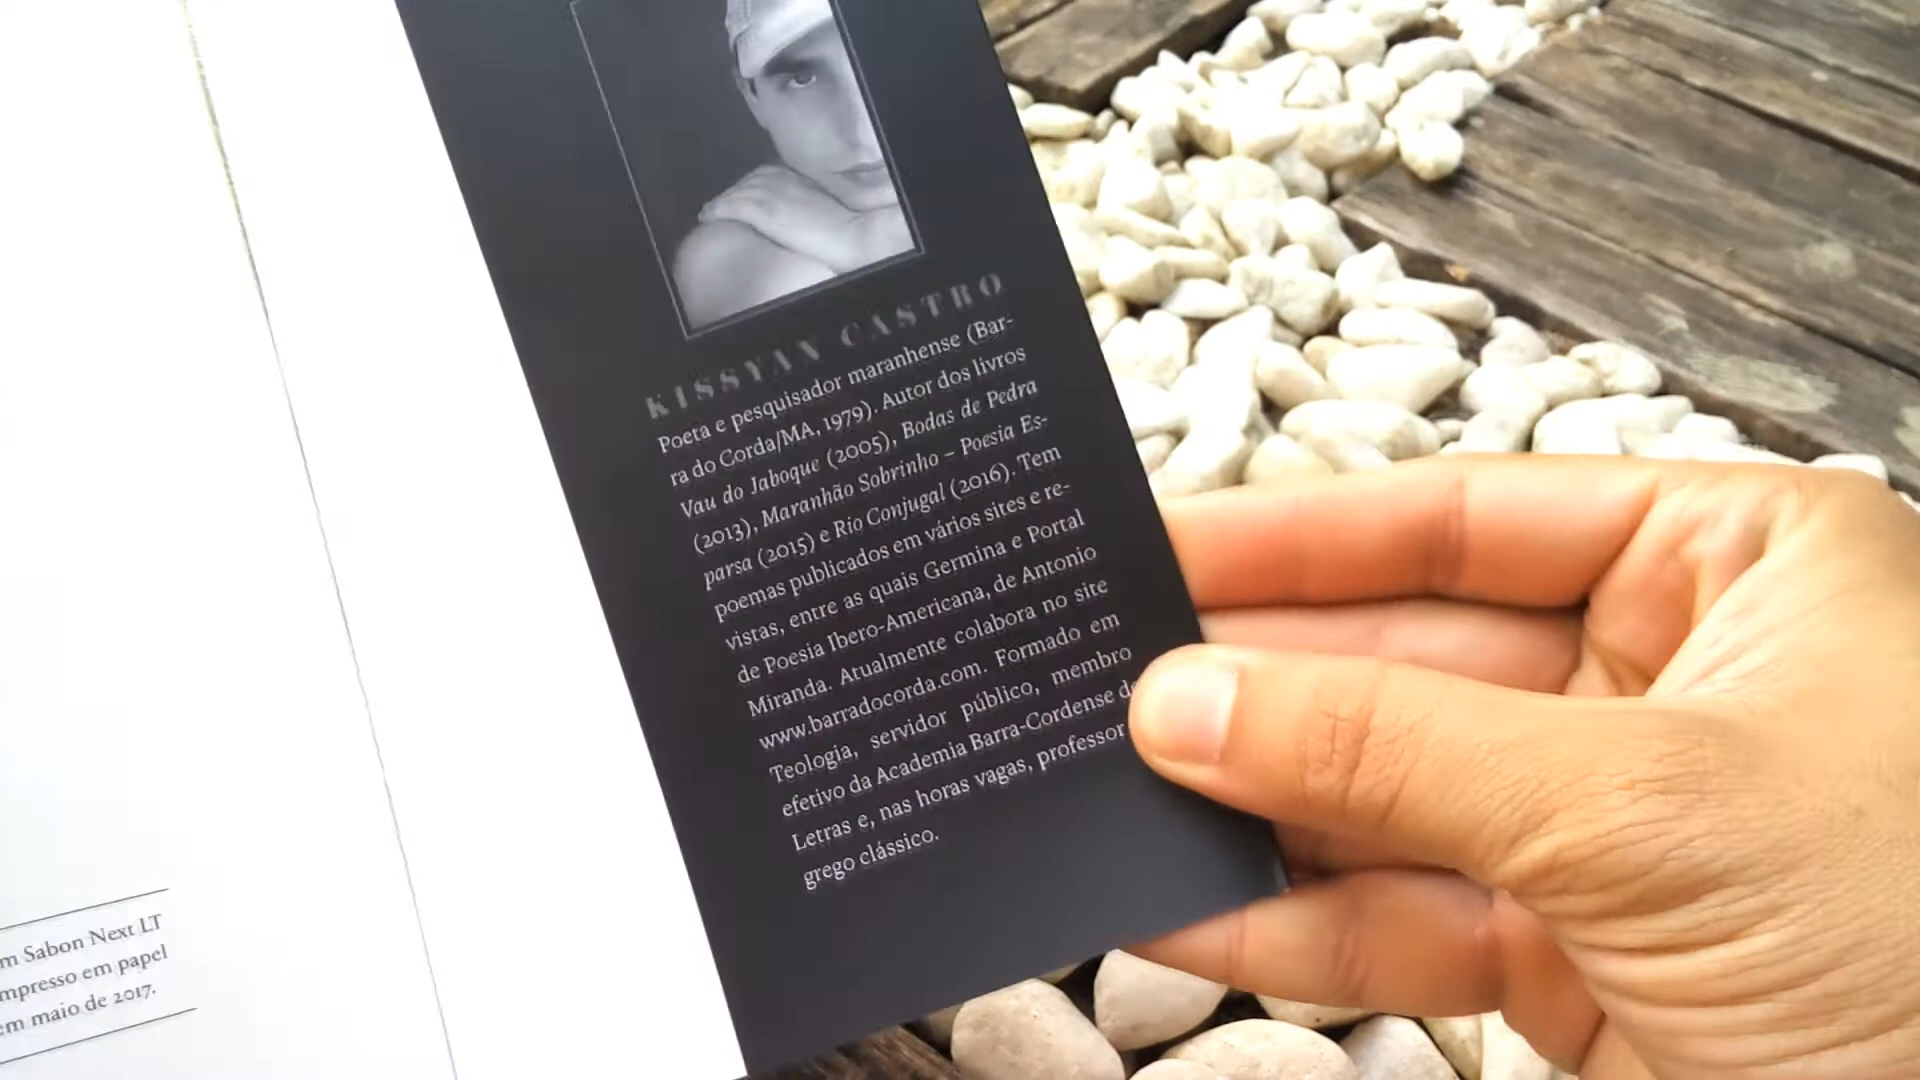 m Sabon Next LT
mpresso em papel
em maio de 2017.
KISSYÁN CASTRO
Poeta e pesquisador maranhense (Bar-
ra do Corda/MA, 1979). Autor dos livros
Vau do Jaboque (2005), Bodas de Pedra
(2013), Maranhão Sobrinho – Poesia Es-
parsa (2015) e Rio Conjugal (2016). Tem
poemas publicados em vários sites e re-
vistas, entre as quais Germina e Portal
de Poesia Ibero-Americana, de Antonio
Miranda. Atualmente colabora no site
www.barradocorda.com. Formado em
Teologia, servidor público, membro
efetivo da Academia Barra-Cordense de
Letras e, nas horas vagas, professor
grego clássico.